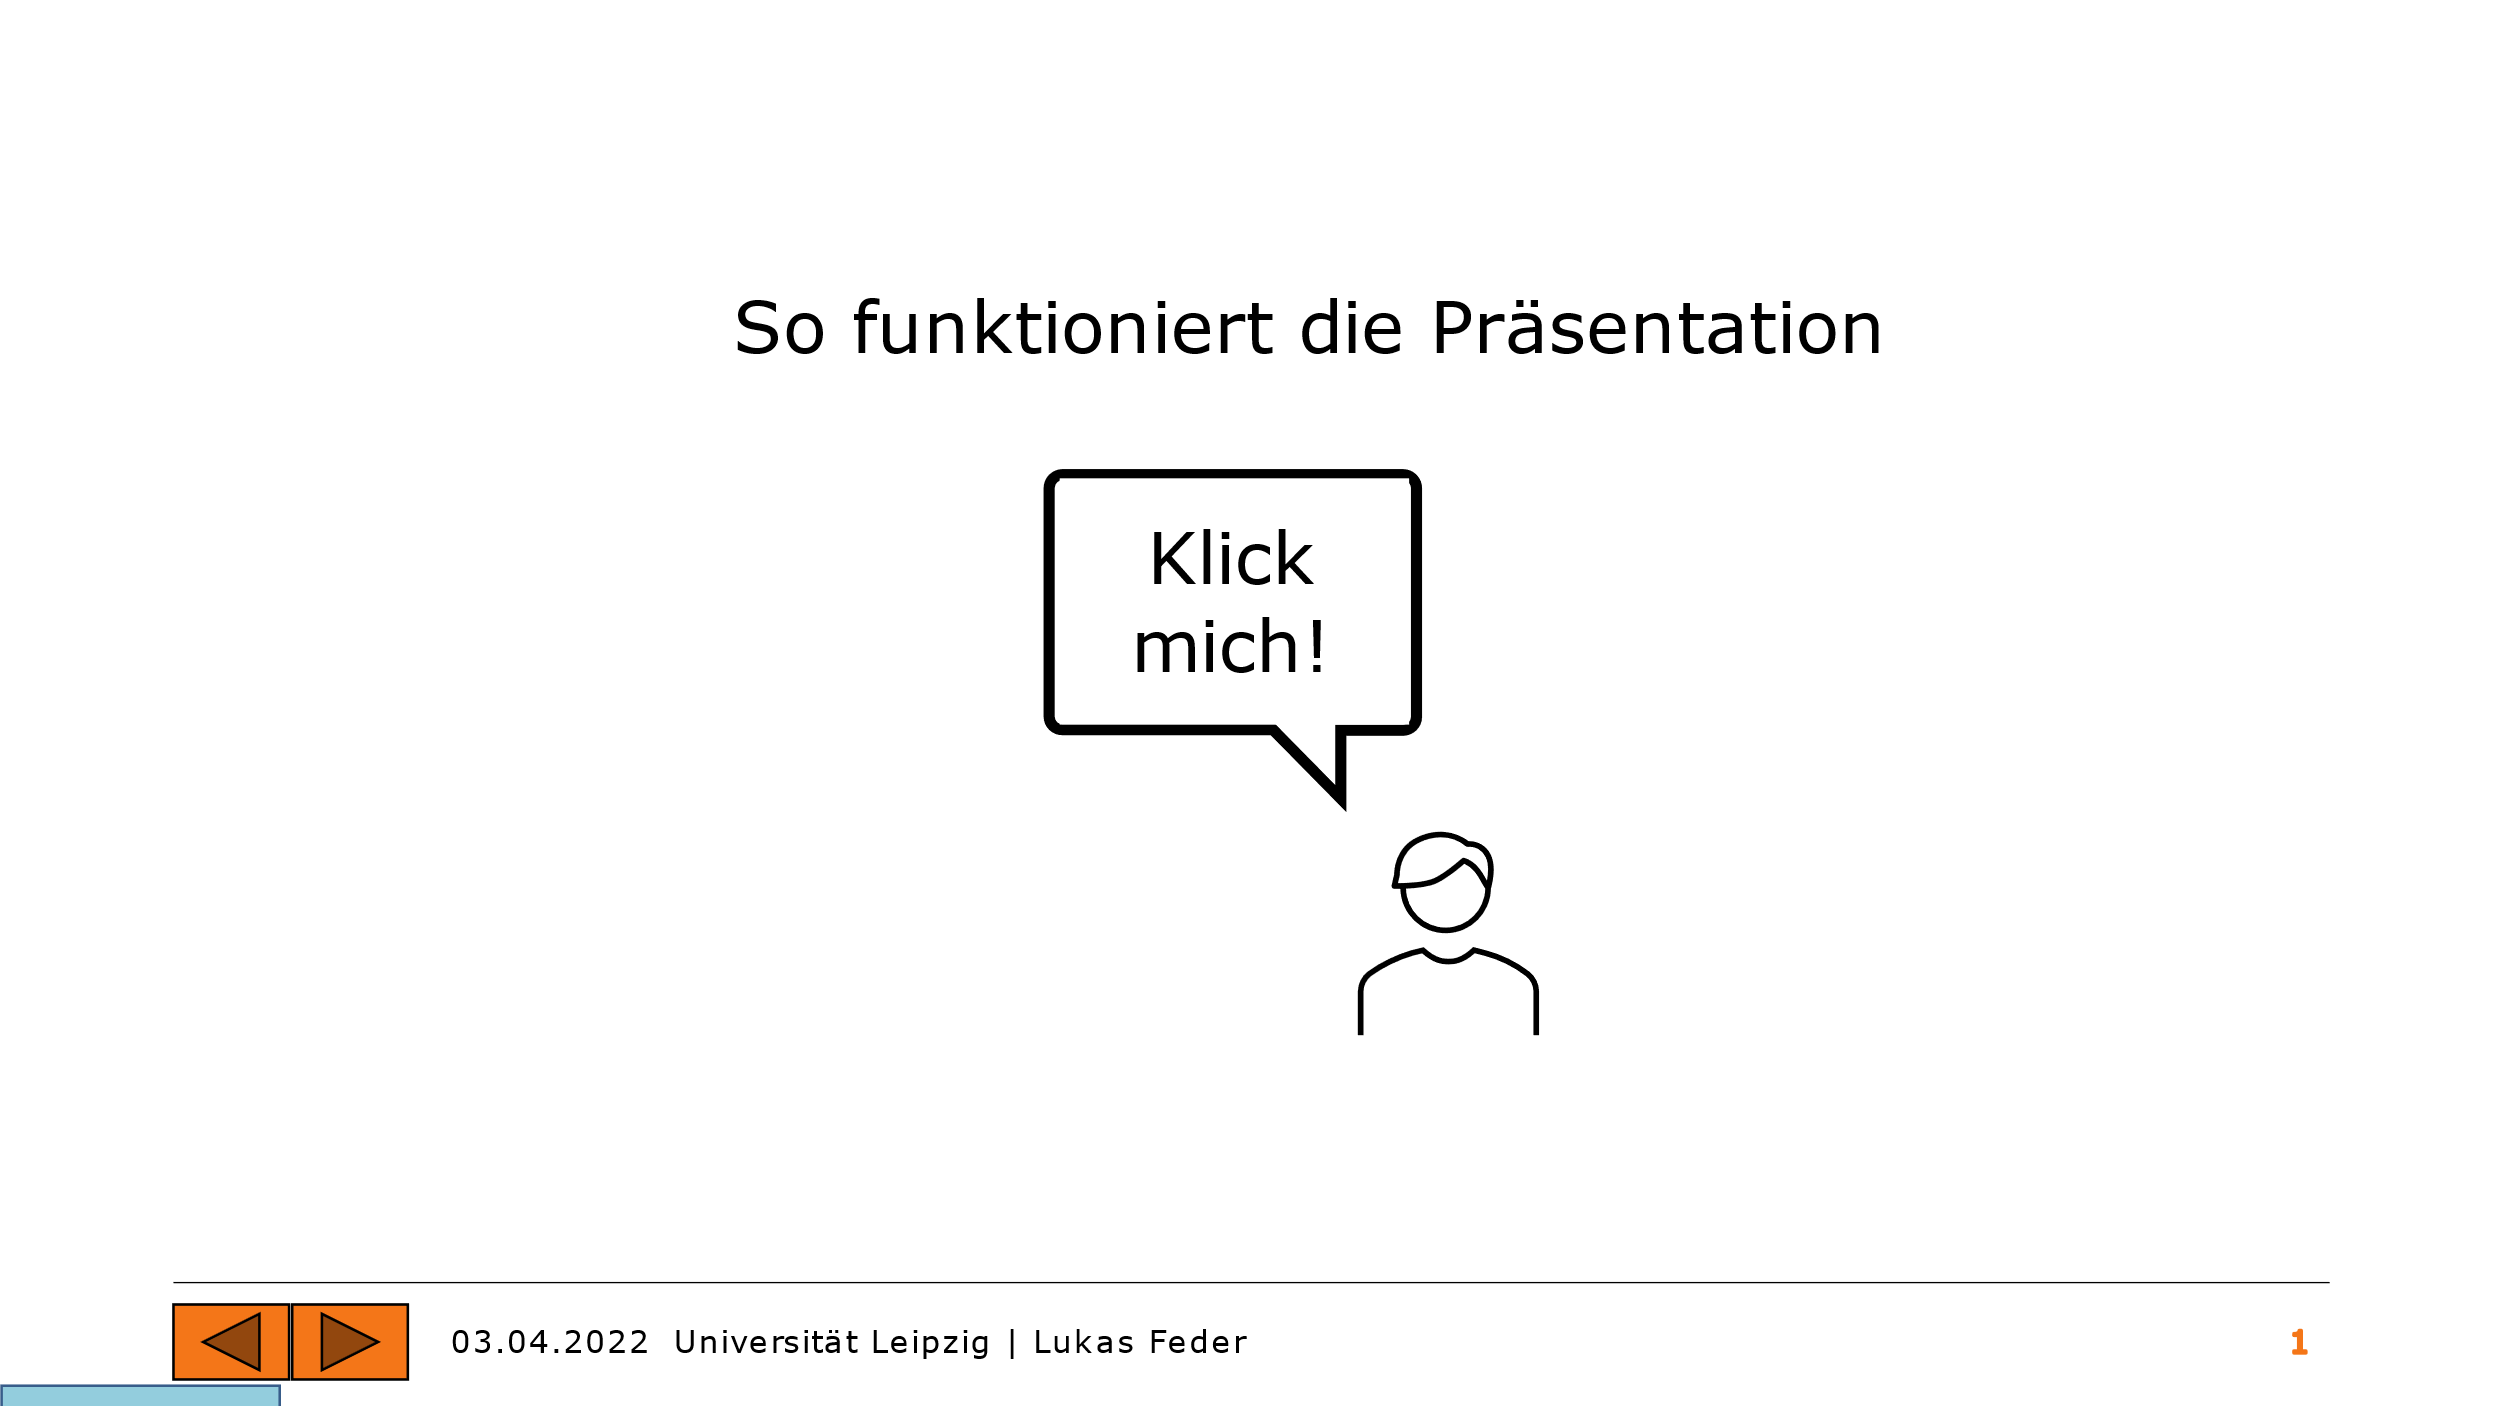 So funktioniert die Präsentation
Klick
mich!
03.04.2022 Universität Leipzig | Lukas Feder
1